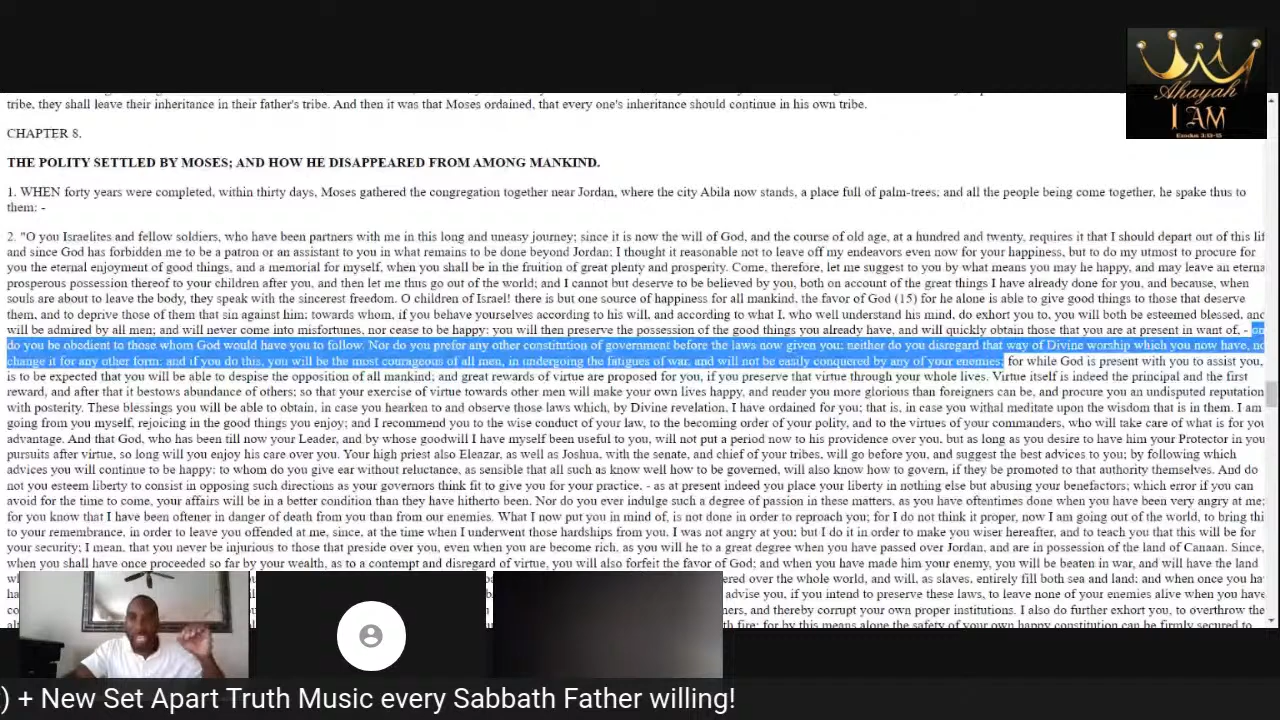 tribe, they shall leave their inheritance in their father's tribe. And then it was that Moses ordained, that every one's inheritance should continue in his own tribe.
Ahayah
I AM
Exodus 3:13-15
CHAPTER 8.
THE POLITY SETTLED BY MOSES; AND HOW HE DISAPPEARED FROM AMONG MANKIND.
1. WHEN forty years were completed, within thirty days, Moses gathered the congregation together near Jordan, where the city Abila now stands, a place full of palm-trees; and all the people being come together, he spake thus to
them: -
2. "O you Israelites and fellow soldiers, who have been partners with me in this long and uneasy journey; since it is now the will of God, and the course of old age, at a hundred and twenty, requires it that I should depart out of this lif
and since God has forbidden me to be a patron or an assistant to you in what remains to be done beyond Jordan; I thought it reasonable not to leave off my endeavors even now for your happiness, but to do my utmost to procure for
you the eternal enjoyment of good things, and a memorial for myself, when you shall be in the fruition of great plenty and prosperity. Come, therefore, let me suggest to you by what means you may he happy, and may leave an eterna
prosperous possession thereof to your children after you, and then let me thus go out of the world; and I cannot but deserve to be believed by you, both on account of the great things I have already done for you, and because, when
souls are about to leave the body, they speak with the sincerest freedom. O children of Israel! there is but one source of happiness for all mankind, the favor of God (15) for he alone is able to give good things to those that deserve
them, and to deprive those of them that sin against him; towards whom, if you behave yourselves according to his will, and according to what I, who well understand his mind, do exhort you to, you will both be esteemed blessed, and
will be admired by all men; and will never come into misfortunes, nor cease to be happy: you will then preserve the possession of the good things you already have, and will quickly obtain those that you are at present in want of, -
do you be obedient to those whom God would have you to follow. Nor do you prefer any other constitution of government before the laws now given you; neither do you disregard that way of Divine worship which you now have, no
change it for any other form: and if you do this, you will be the most courageous of all men, in undergoing the fatigues of war, and will not be easily conquered by any of your enemies; for while God is present with you to assist you,
is to be expected that you will be able to despise the opposition of all mankind; and great rewards of virtue are proposed for you, if you preserve that virtue through your whole lives. Virtue itself is indeed the principal and the first
reward, and after that it bestows abundance of others; so that your exercise of virtue towards other men will make your own lives happy, and render you more glorious than foreigners can be, and procure you an undisputed reputation
with posterity. These blessings you will be able to obtain, in case you hearken to and observe those laws which, by Divine revelation, I have ordained for you; that is, in case you withal meditate upon the wisdom that is in them. I am
going from you myself, rejoicing in the good things you enjoy; and I recommend you to the wise conduct of your law, to the becoming order of your polity, and to the virtues of your commanders, who will take care of what is for you
advantage. And that God, who has been till now your Leader, and by whose goodwill I have myself been useful to you, will not put a period now to his providence over you, but as long as you desire to have him your Protector in you
pursuits after virtue, so long will you enjoy his care over you. Your high priest also Eleazar, as well as Joshua, with the senate, and chief of your tribes, will go before you, and suggest the best advices to you; by following which
advices you will continue to be happy: to whom do you give ear without reluctance, as sensible that all such as know well how to be governed, will also know how to govern, if they be promoted to that authority themselves. And do
not you esteem liberty to consist in opposing such directions as your governors think fit to give you for your practice, - as at present indeed you place your liberty in nothing else but abusing your benefactors; which error if you can
avoid for the time to come, your affairs will be in a better condition than they have hitherto been. Nor do you ever indulge such a degree of passion in these matters, as you have oftentimes done when you have been very angry at me;
for you know that I have been oftener in danger of death from you than from our enemies. What I now put you in mind of, is not done in order to reproach you; for I do not think it proper, now I am going out of the world, to bring thi
to your remembrance, in order to leave you offended at me, since, at the time when I underwent those hardships from you, I was not angry at you; but I do it in order to make you wiser hereafter, and to teach you that this will be for
your security; I mean, that you never be injurious to those that preside over you, even when you are become rich, as you will he to a great degree when you have passed over Jordan, and are in possession of the land of Canaan. Since,
when you shall have once proceeded so far by your wealth, as to a contempt and disregard of virtue, you will also forfeit the favor of God; and when you have made him your enemy, you will be beaten in war, and will have the land
ered over the whole world, and will, as slaves, entirely fill both sea and land; and when once you ha
advise you, if you intend to preserve these laws, to leave none of your enemies alive when you have
ners, and thereby corrupt your own proper institutions. I also do further exhort you, to overthrow the
th fire; for by this means alone the safety of your own happy constitution can be firmly secured to
) + New Set Apart Truth Music every Sabbath Father willing!